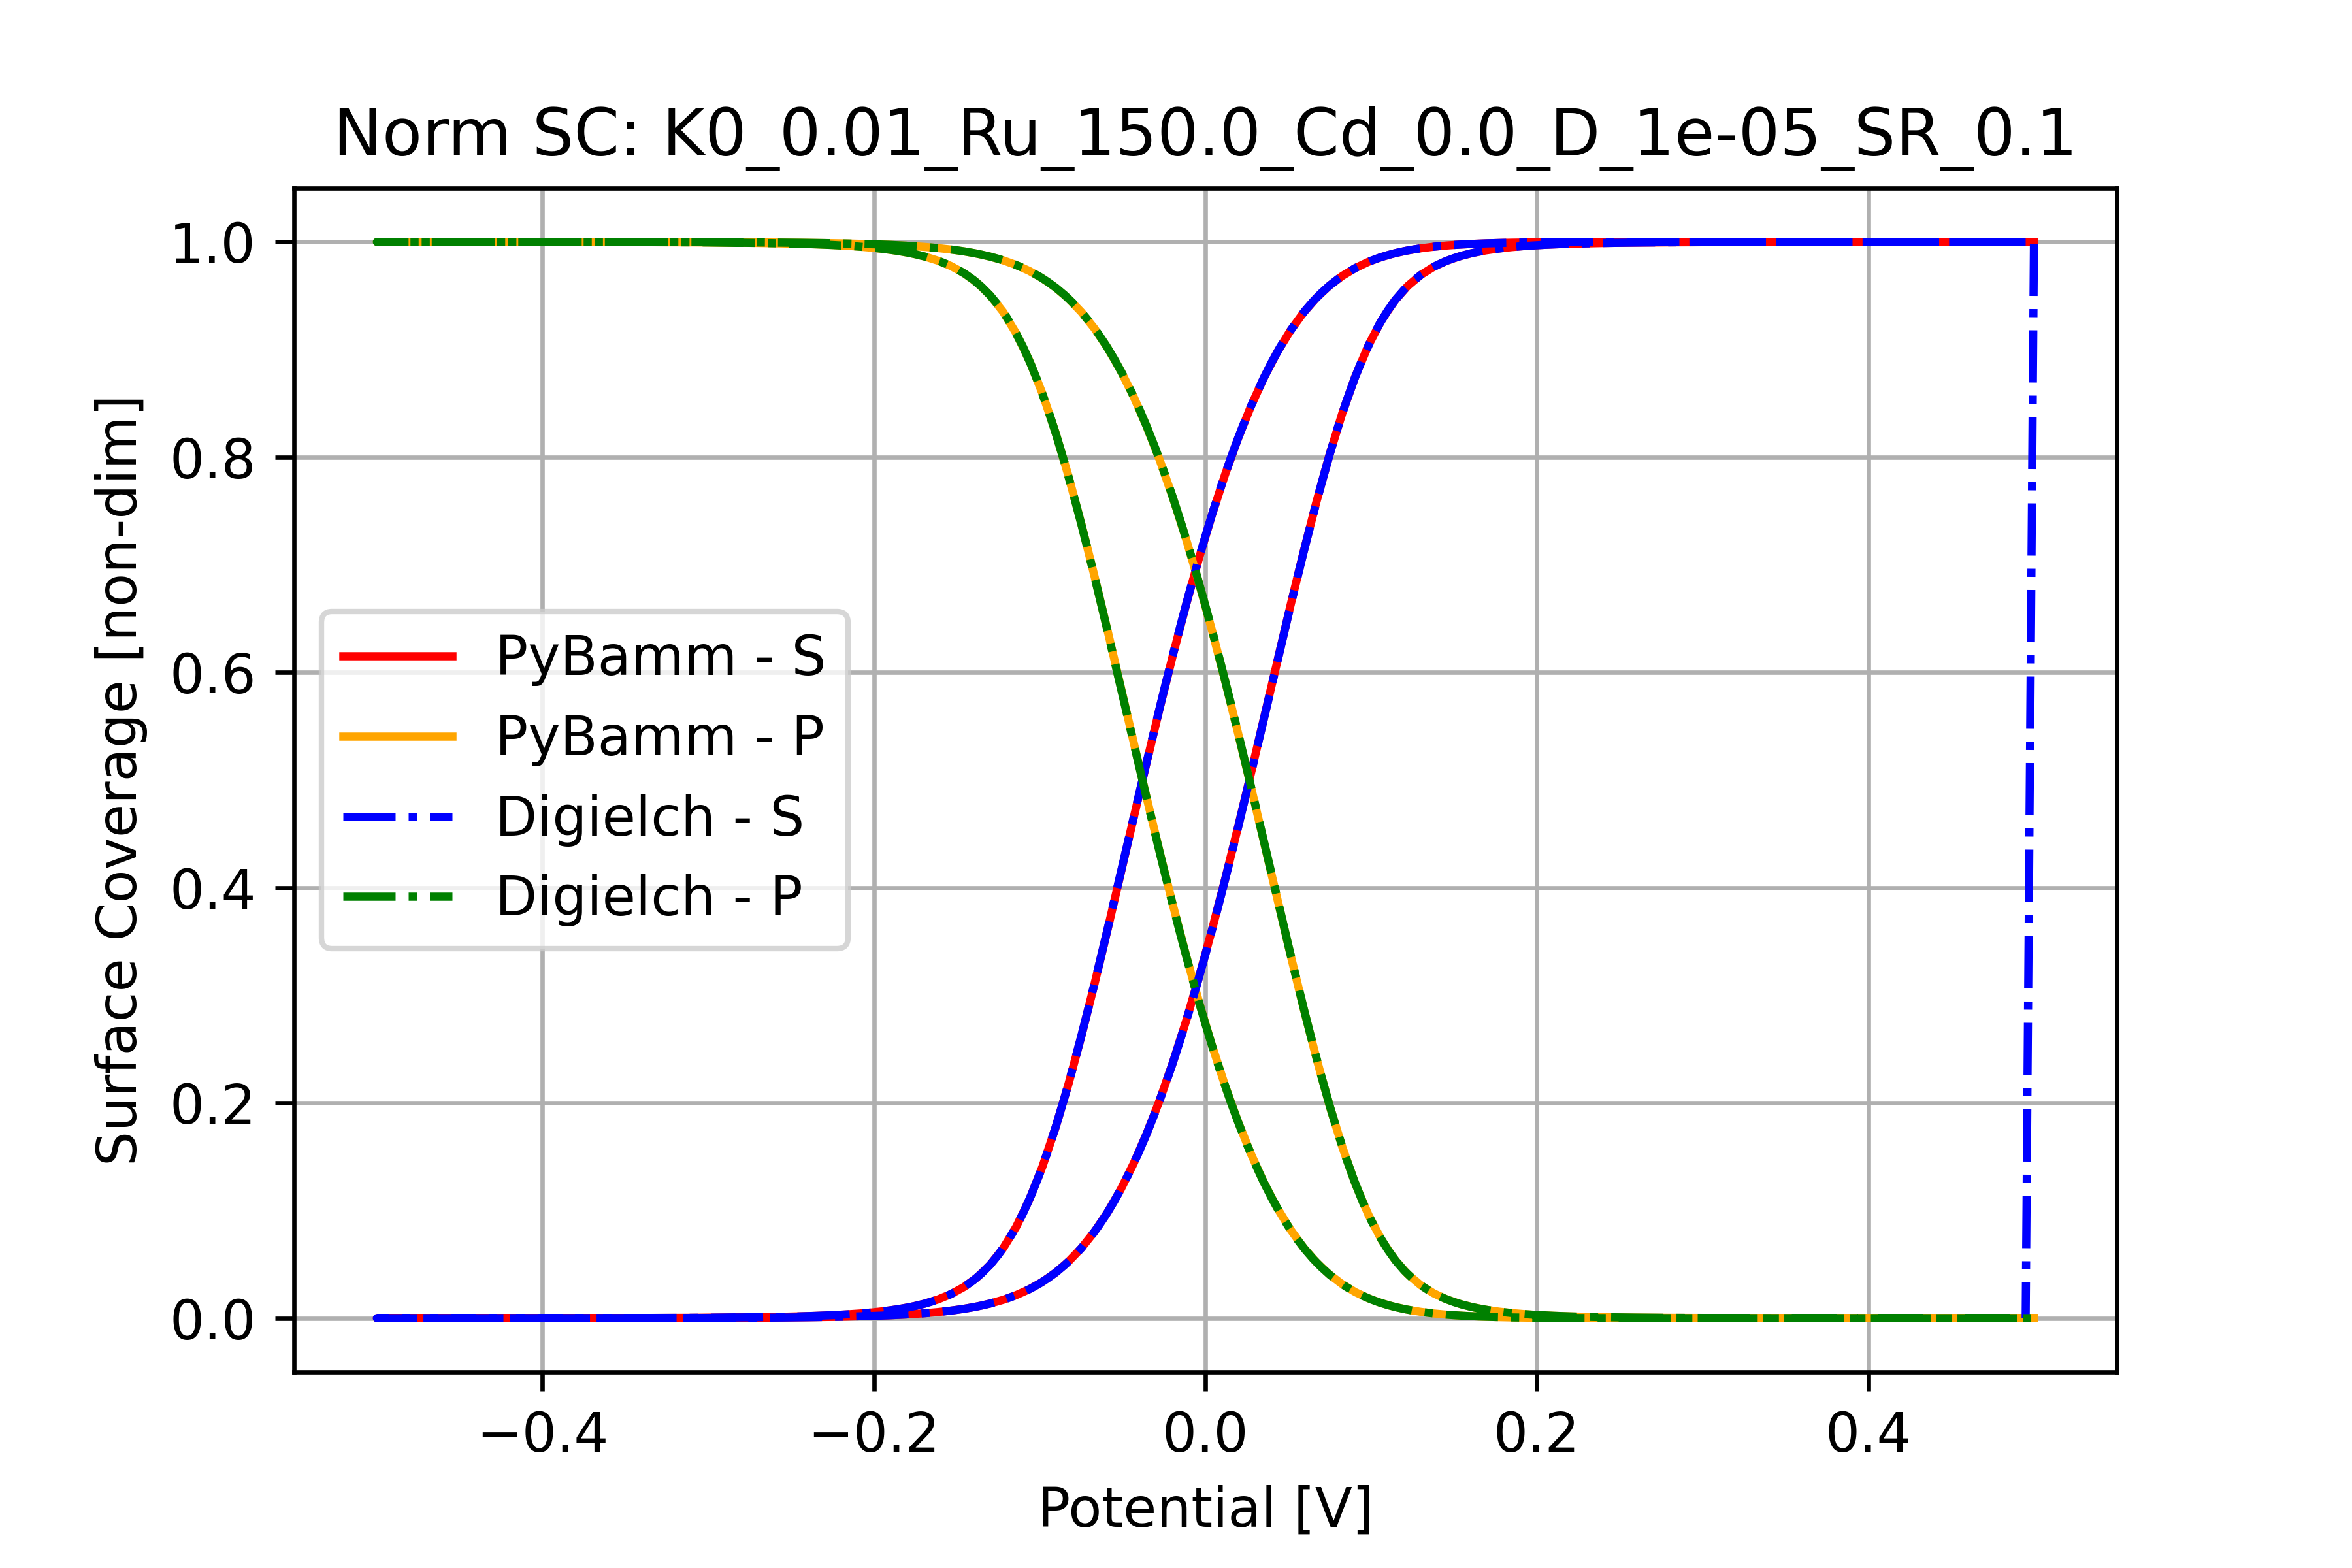 Norm SC: K0_0.01_Ru_150.0_Cd_0.0_D_1e-05_SR_0.1
Surface Coverage [non-dim]
1.0
0.8
0.6
0.4
0.2
0.0
PyBamm - S
PyBamm - P
Digielch - S
Digielch - P
−0.4
−0.2
0.0
0.2
0.4
Potential [V]